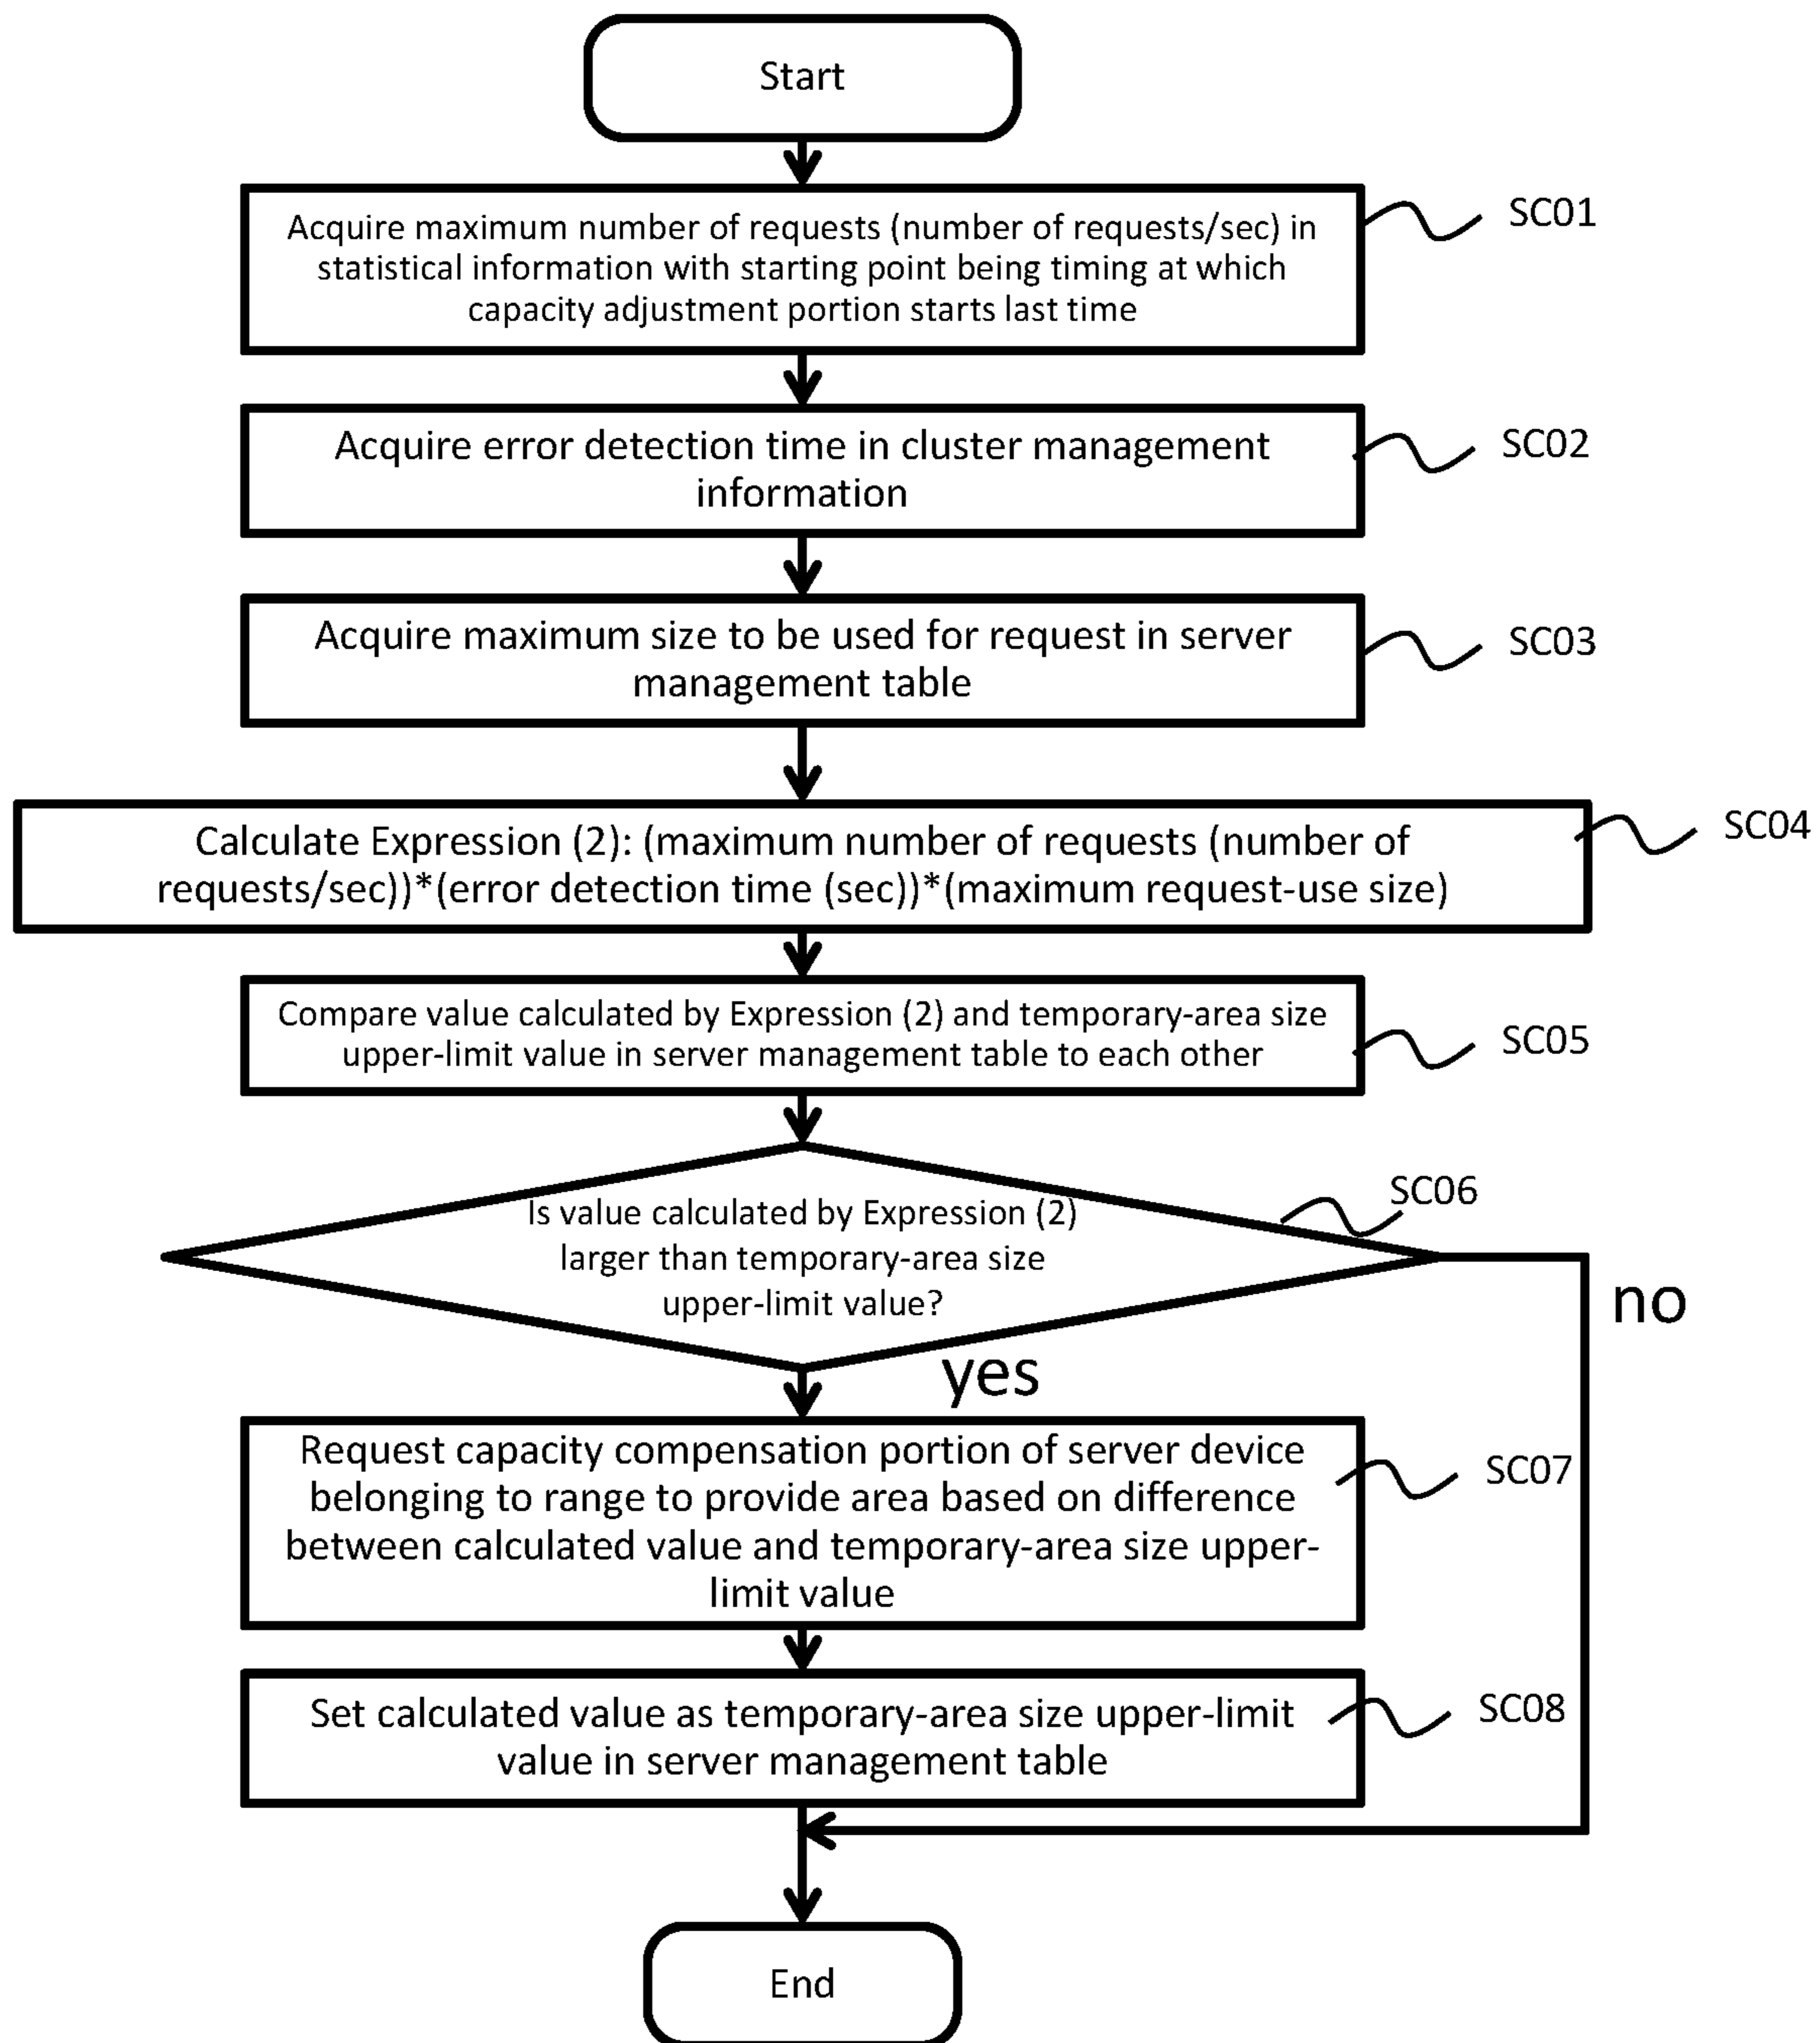 Start
Acquire maximum number of requests (number of requests/sec) in
statistical information with starting point being timing at which
capacity adjustment portion starts last time
SC01
Acquire error detection time in cluster management
information
SC02
Acquire maximum size to be used for request in server
management table
SC03
Calculate Expression (2): (maximum number of requests (number of
requests/sec))*(error detection time (sec))*(maximum request-use size)
SC04
Compare value calculated by Expression (2) and temporary-area size
upper-limit value in server management table to each other
SC05
Is value calculated by Expression (2)
larger than temporary-area size
upper-limit value?
SC06
no
yes
Request capacity compensation portion of server device
belonging to range to provide area based on difference
between calculated value and temporary-area size upper-
limit value
SC07
Set calculated value as temporary-area size upper-limit
value in server management table
SC08
End